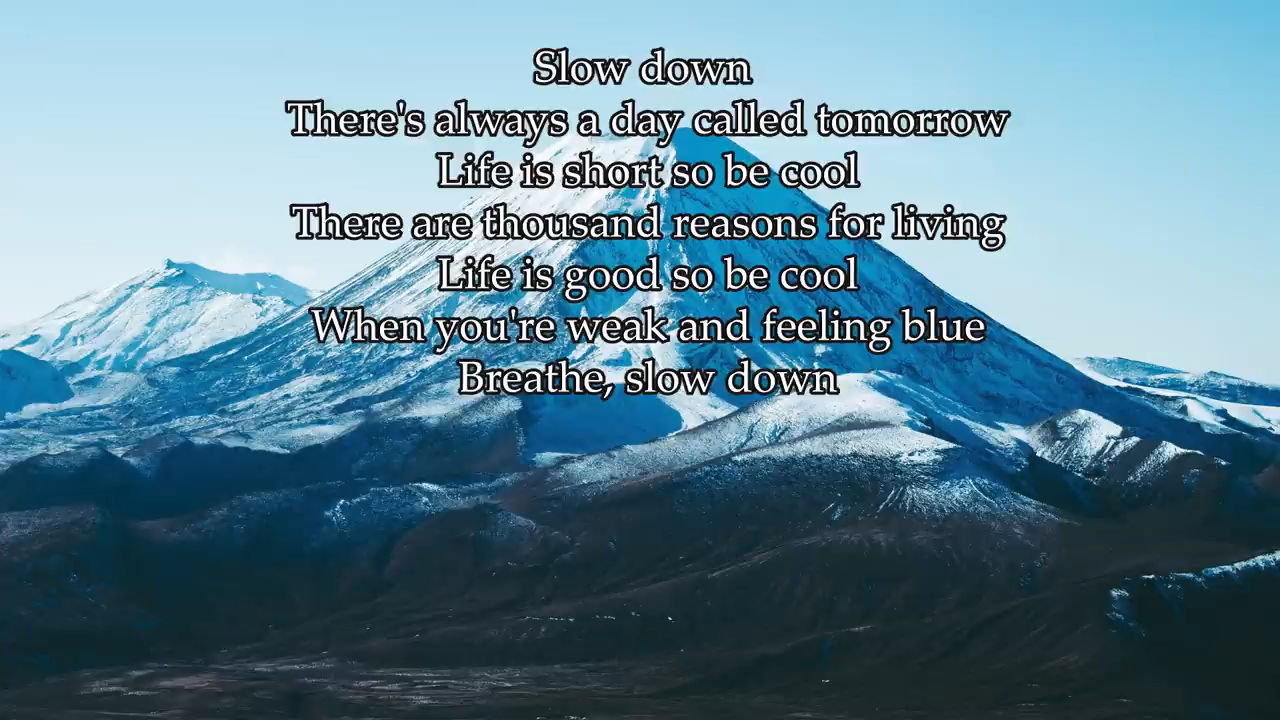 Slow down
There's always a day called tomorrow
Life is short so be cool
There are thousand reasons for living
Life is good so be cool
When you're weak and feeling blue
Breathe, slow down